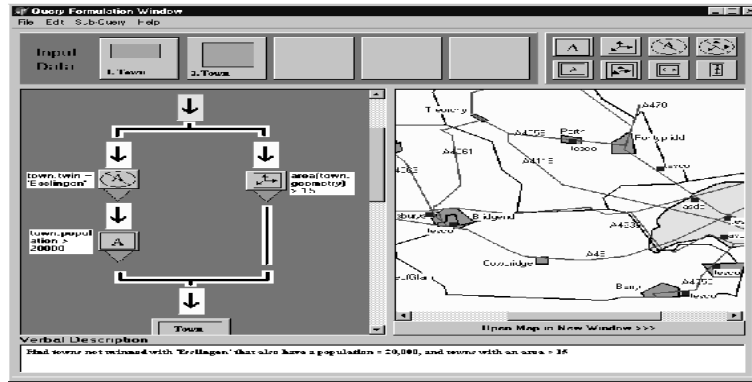 Query Formulation Window
File Edit Sub-Query Help
Input
Data
1. Town
2. Town
A
A
A
town.twin =
'Esslingen'
area(town.
geometry)
> 15
town.popul
ation >
20000
A
Town
A470
A4059
Porth
Tesco
Pontypridd
A4061
A4119
Bridgend
Tesco
A48
Cowbridge
Barry
Tesco
Open Map in New Window >>>
Verbal Description
Find towns not twinned with 'Esslingen' that also have a population > 20,000, and towns with an area > 15